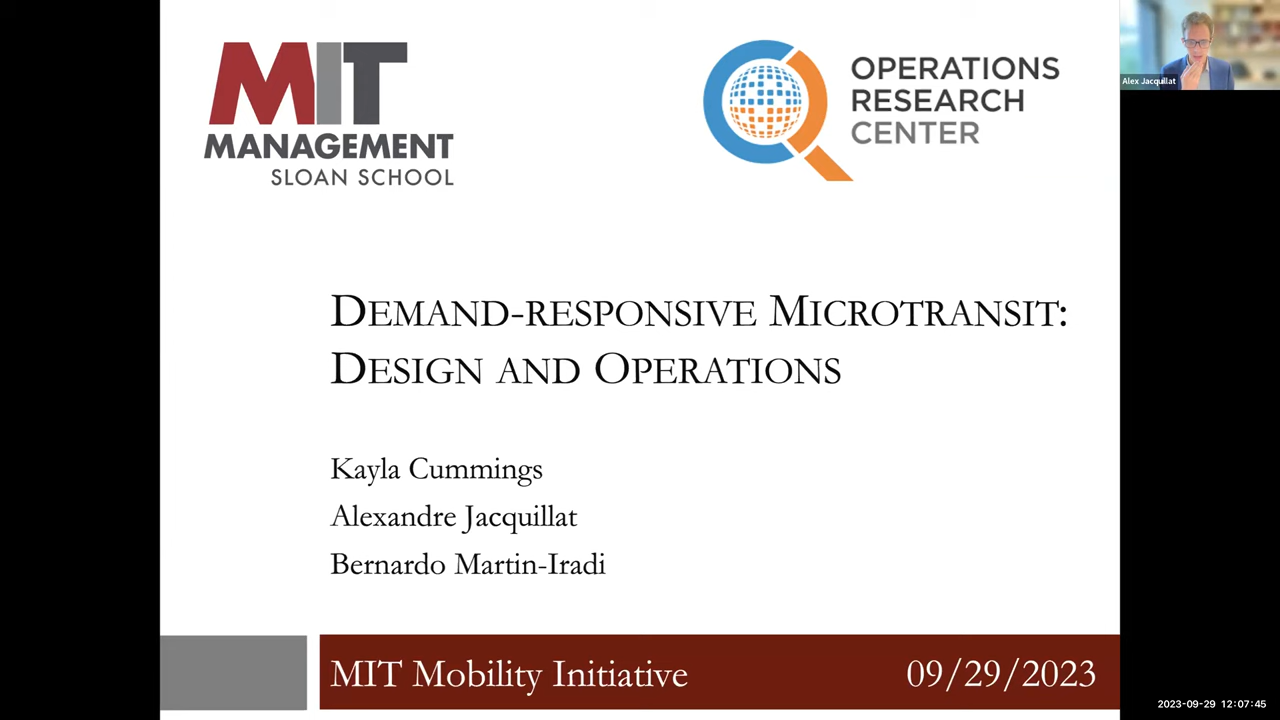 MIT
MANAGEMENT
SLOAN SCHOOL
OPERATIONS
RESEARCH
CENTER
Alex Jacquillat
DEMAND-RESPONSIVE MICROTRANSIT:
DESIGN AND OPERATIONS
Kayla Cummings
Alexandre Jacquillat
Bernardo Martin-Iradi
MIT Mobility Initiative 09/29/2023
2023-09-29 12:07:45